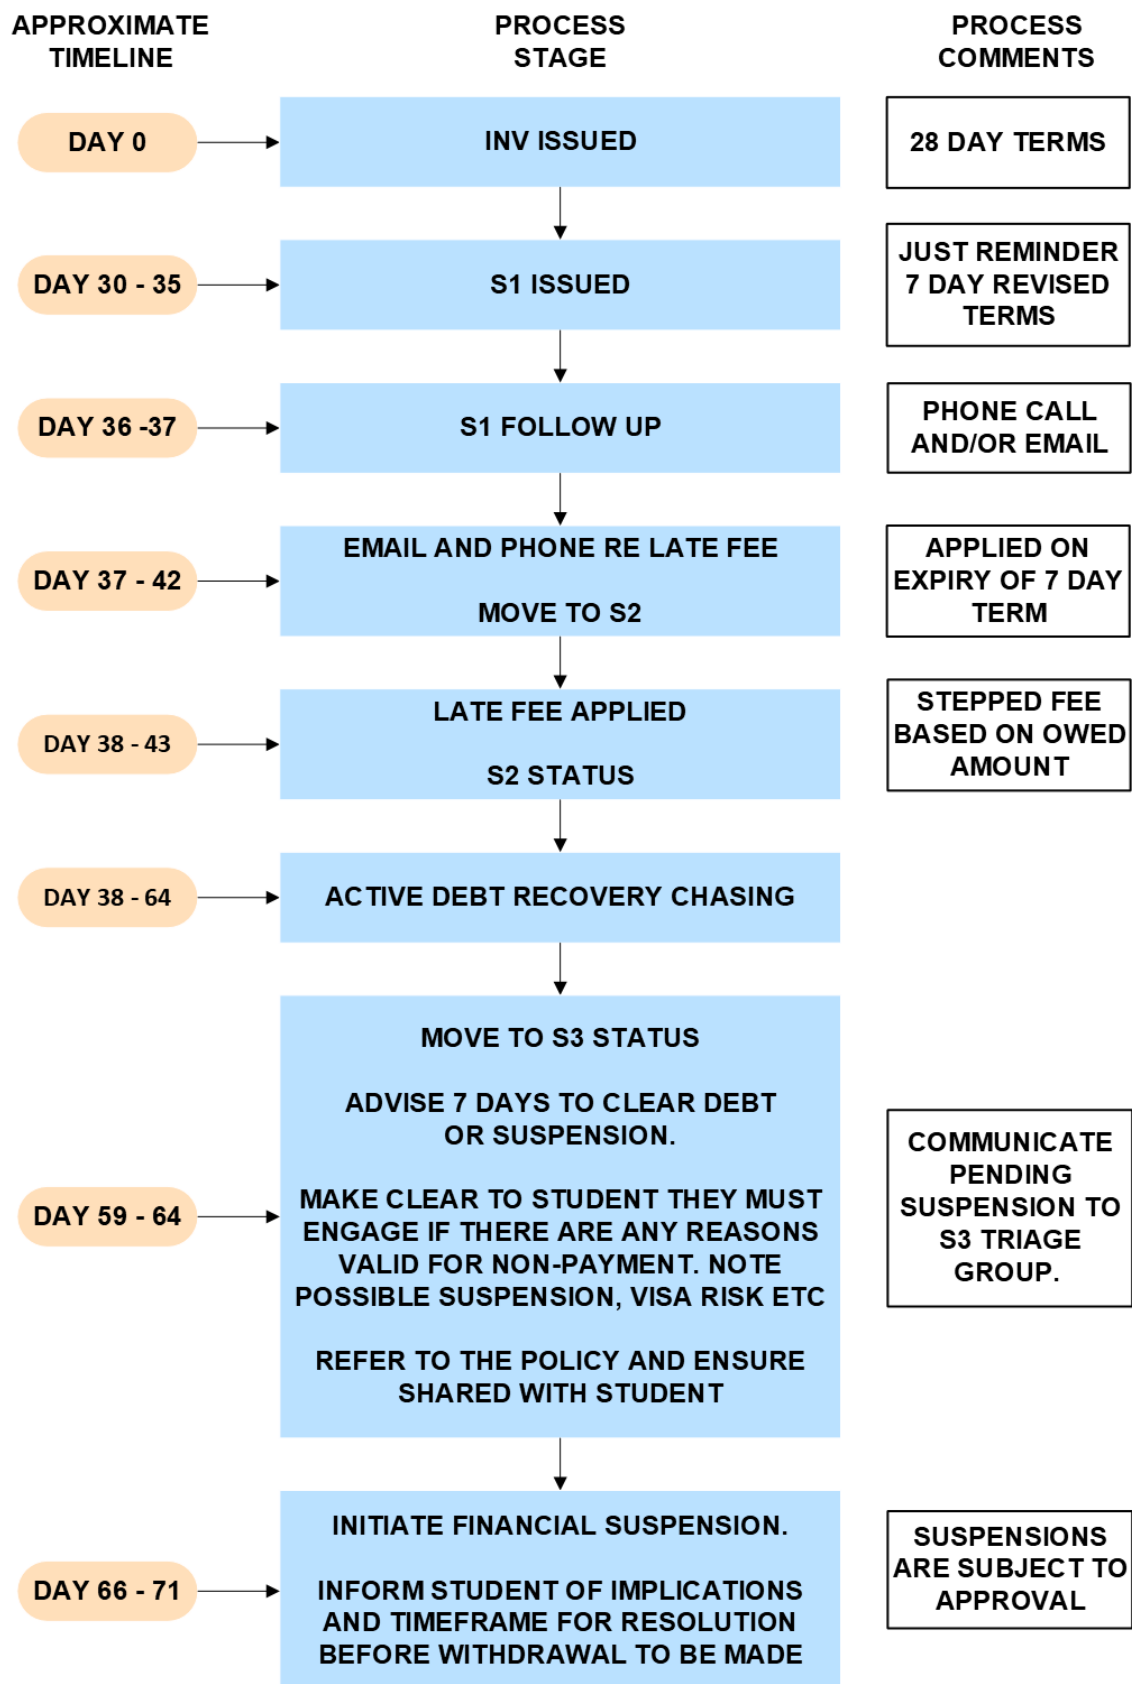 APPROXIMATE
TIMELINE
PROCESS
STAGE
PROCESS
COMMENTS
DAY 0
INV ISSUED
28 DAY TERMS
DAY 30 - 35
S1 ISSUED
JUST REMINDER
7 DAY REVISED
TERMS
DAY 36 -37
S1 FOLLOW UP
PHONE CALL
AND/OR EMAIL
DAY 37 - 42
EMAIL AND PHONE RE LATE FEE
MOVE TO S2
APPLIED ON
EXPIRY OF 7 DAY
TERM
DAY 38 - 43
LATE FEE APPLIED
S2 STATUS
STEPPED FEE
BASED ON OWED
AMOUNT
DAY 38 - 64
ACTIVE DEBT RECOVERY CHASING
DAY 59 - 64
MOVE TO S3 STATUS
ADVISE 7 DAYS TO CLEAR DEBT
OR SUSPENSION.
MAKE CLEAR TO STUDENT THEY MUST
ENGAGE IF THERE ARE ANY REASONS
VALID FOR NON-PAYMENT. NOTE
POSSIBLE SUSPENSION, VISA RISK ETC
REFER TO THE POLICY AND ENSURE
SHARED WITH STUDENT
COMMUNICATE
PENDING
SUSPENSION TO
S3 TRIAGE
GROUP.
DAY 66 - 71
INITIATE FINANCIAL SUSPENSION.
INFORM STUDENT OF IMPLICATIONS
AND TIMEFRAME FOR RESOLUTION
BEFORE WITHDRAWAL TO BE MADE
SUSPENSIONS
ARE SUBJECT TO
APPROVAL